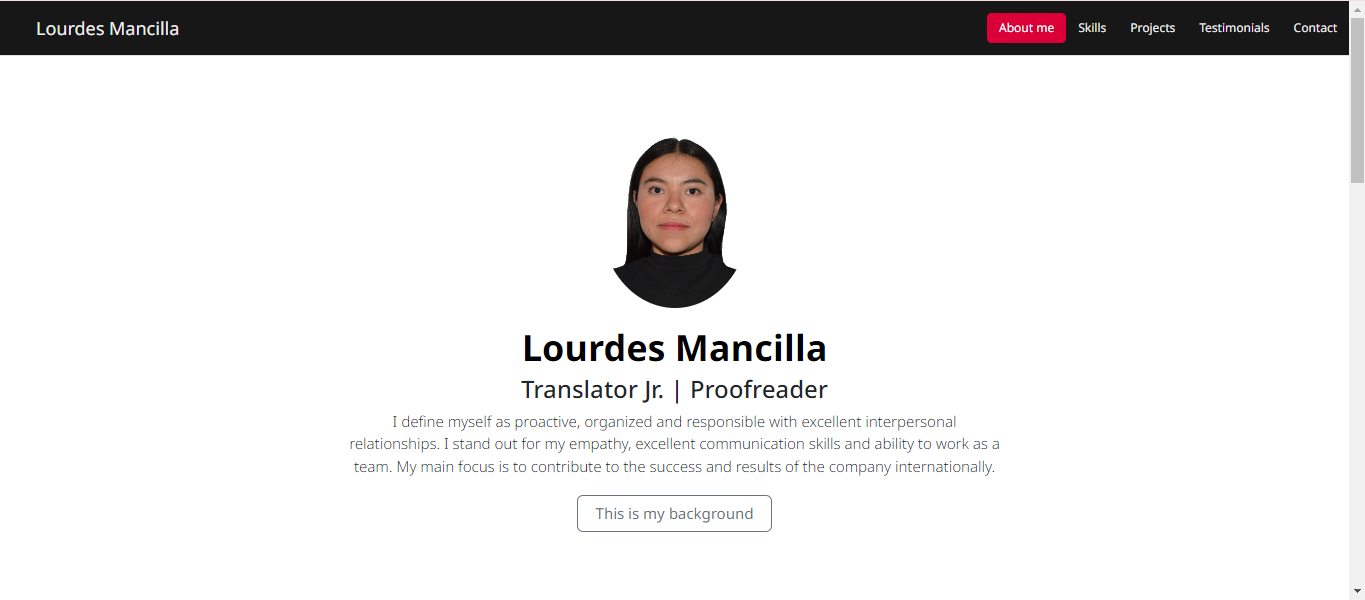 Lourdes Mancilla
About me Skills Projects Testimonials Contact
Lourdes Mancilla
Translator Jr. | Proofreader
I define myself as proactive, organized and responsible with excellent interpersonal
relationships. I stand out for my empathy, excellent communication skills and ability to work as a
team. My main focus is to contribute to the success and results of the company internationally.
This is my background